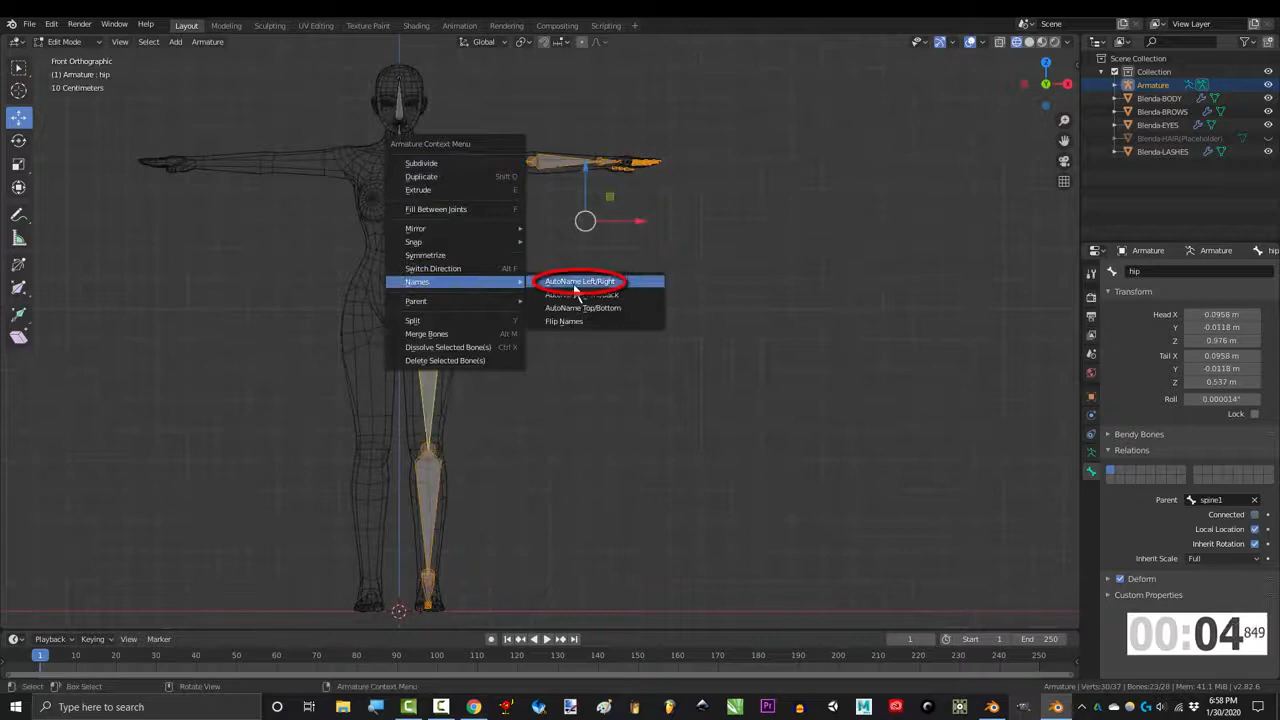 File Edit Render Window Help Layout Modeling Sculpting UV Editing Texture Paint Shading Animation Rendering Compositing Scripting Scene View Layer
Edit Mode View Select Add Armature Global
Front Orthographic
(1) Armature : hip
10 Centimeters
Armature Context Menu
Subdivide
Duplicate Shift D
Extrude E
Fill Between Joints F
Mirror
Snap
Symmetrize
Switch Direction Alt F
Names
Parent
Split Y
Merge Bones Alt M
Dissolve Selected Bone(s) Ctrl X
Delete Selected Bone(s)
AutoName Left/Right
AutoName Top/Bottom
Flip Names
Z
X
Y
Scene Collection
Collection
Armature
Blenda-BODY
Blenda-BROWS
Blenda-EYES
Blenda-HAIR(Placeholder)
Blenda-LASHES
Armature Armature hip
hip
Transform
Head X 0.0958 m
Y -0.0118 m
Z 0.976 m
Tail X 0.0958 m
Y -0.0118 m
Z 0.537 m
Roll 0.000014°
Lock
Bendy Bones
Relations
Parent spine1
Connected
Local Location
Inherit Rotation
Inherit Scale Full
Deform
Custom Properties
00:04849
Playback Keying View Marker 1 Start 1 End 250
1 10 20 30 40 50 60 70 80 90 100 110 120 130 140 150 160 170 180 190 200 210 220 230 240 250
Select Box Select Rotate View Armature Context Menu Armature | Verts:30/37 | Bones:23/28 | Mem: 41.1 MiB | v2.82.6
Type here to search
6:58 PM
1/30/2020